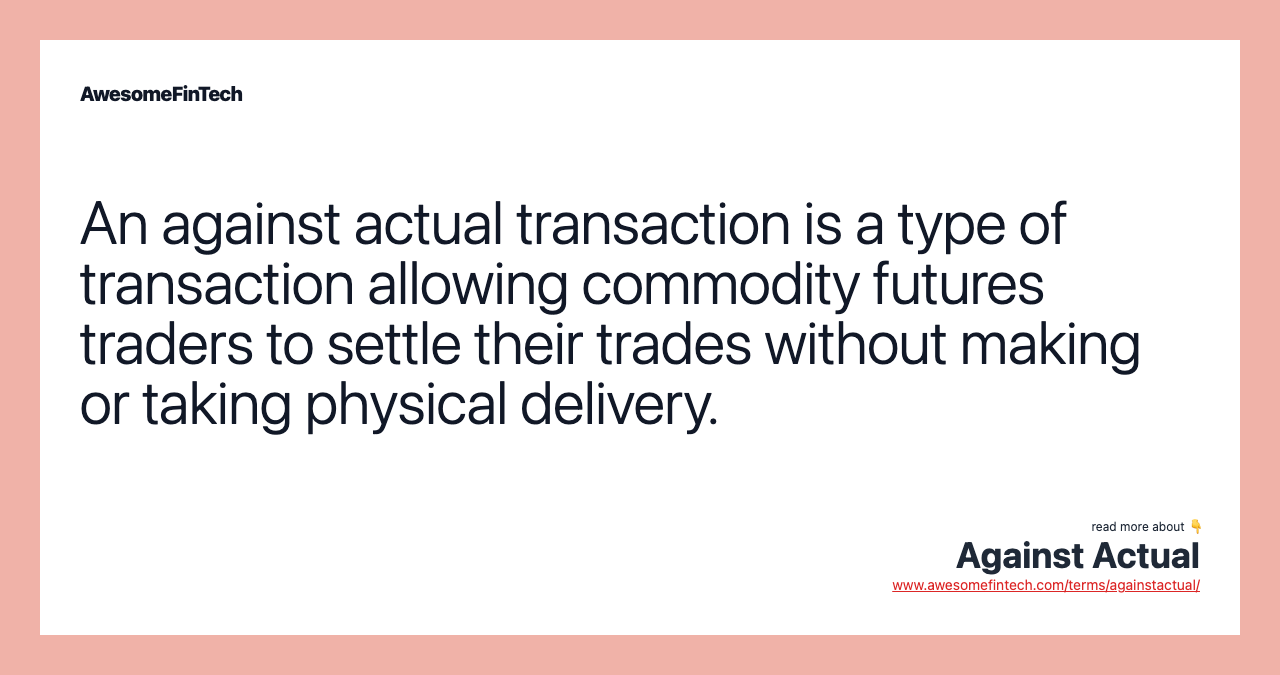 AwesomeFinTech
An against actual transaction is a type of
transaction allowing commodity futures
traders to settle their trades without making
or taking physical delivery.
read more about 👇
Against Actual
www.awesomefintech.com/terms/againstactual/